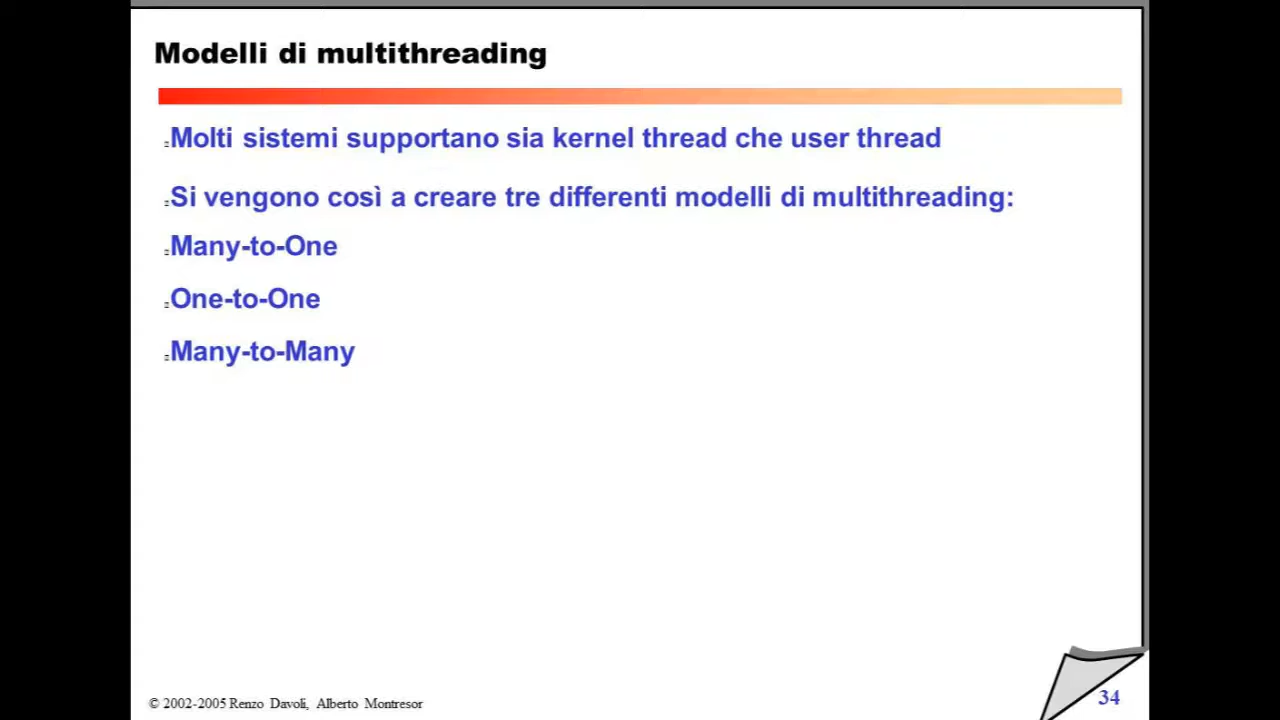 Modelli di multithreading
Molti sistemi supportano sia kernel thread che user thread
Si vengono così a creare tre differenti modelli di multithreading:
Many-to-One
One-to-One
Many-to-Many
© 2002-2005 Renzo Davoli, Alberto Montresor
34